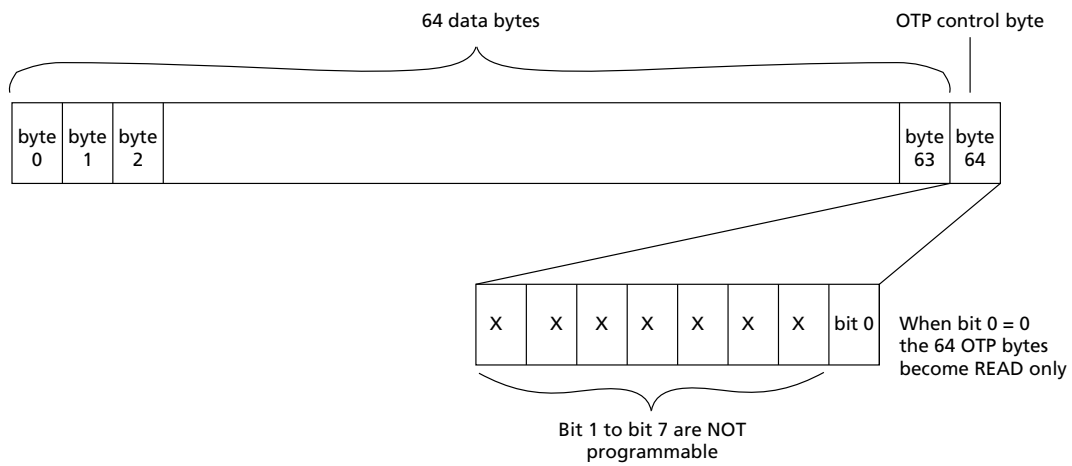 64 data bytes
OTP control byte
byte 0
byte 1
byte 2
byte 63
byte 64
X X X X X X X bit 0
When bit 0 = 0
the 64 OTP bytes
become READ only
Bit 1 to bit 7 are NOT
programmable